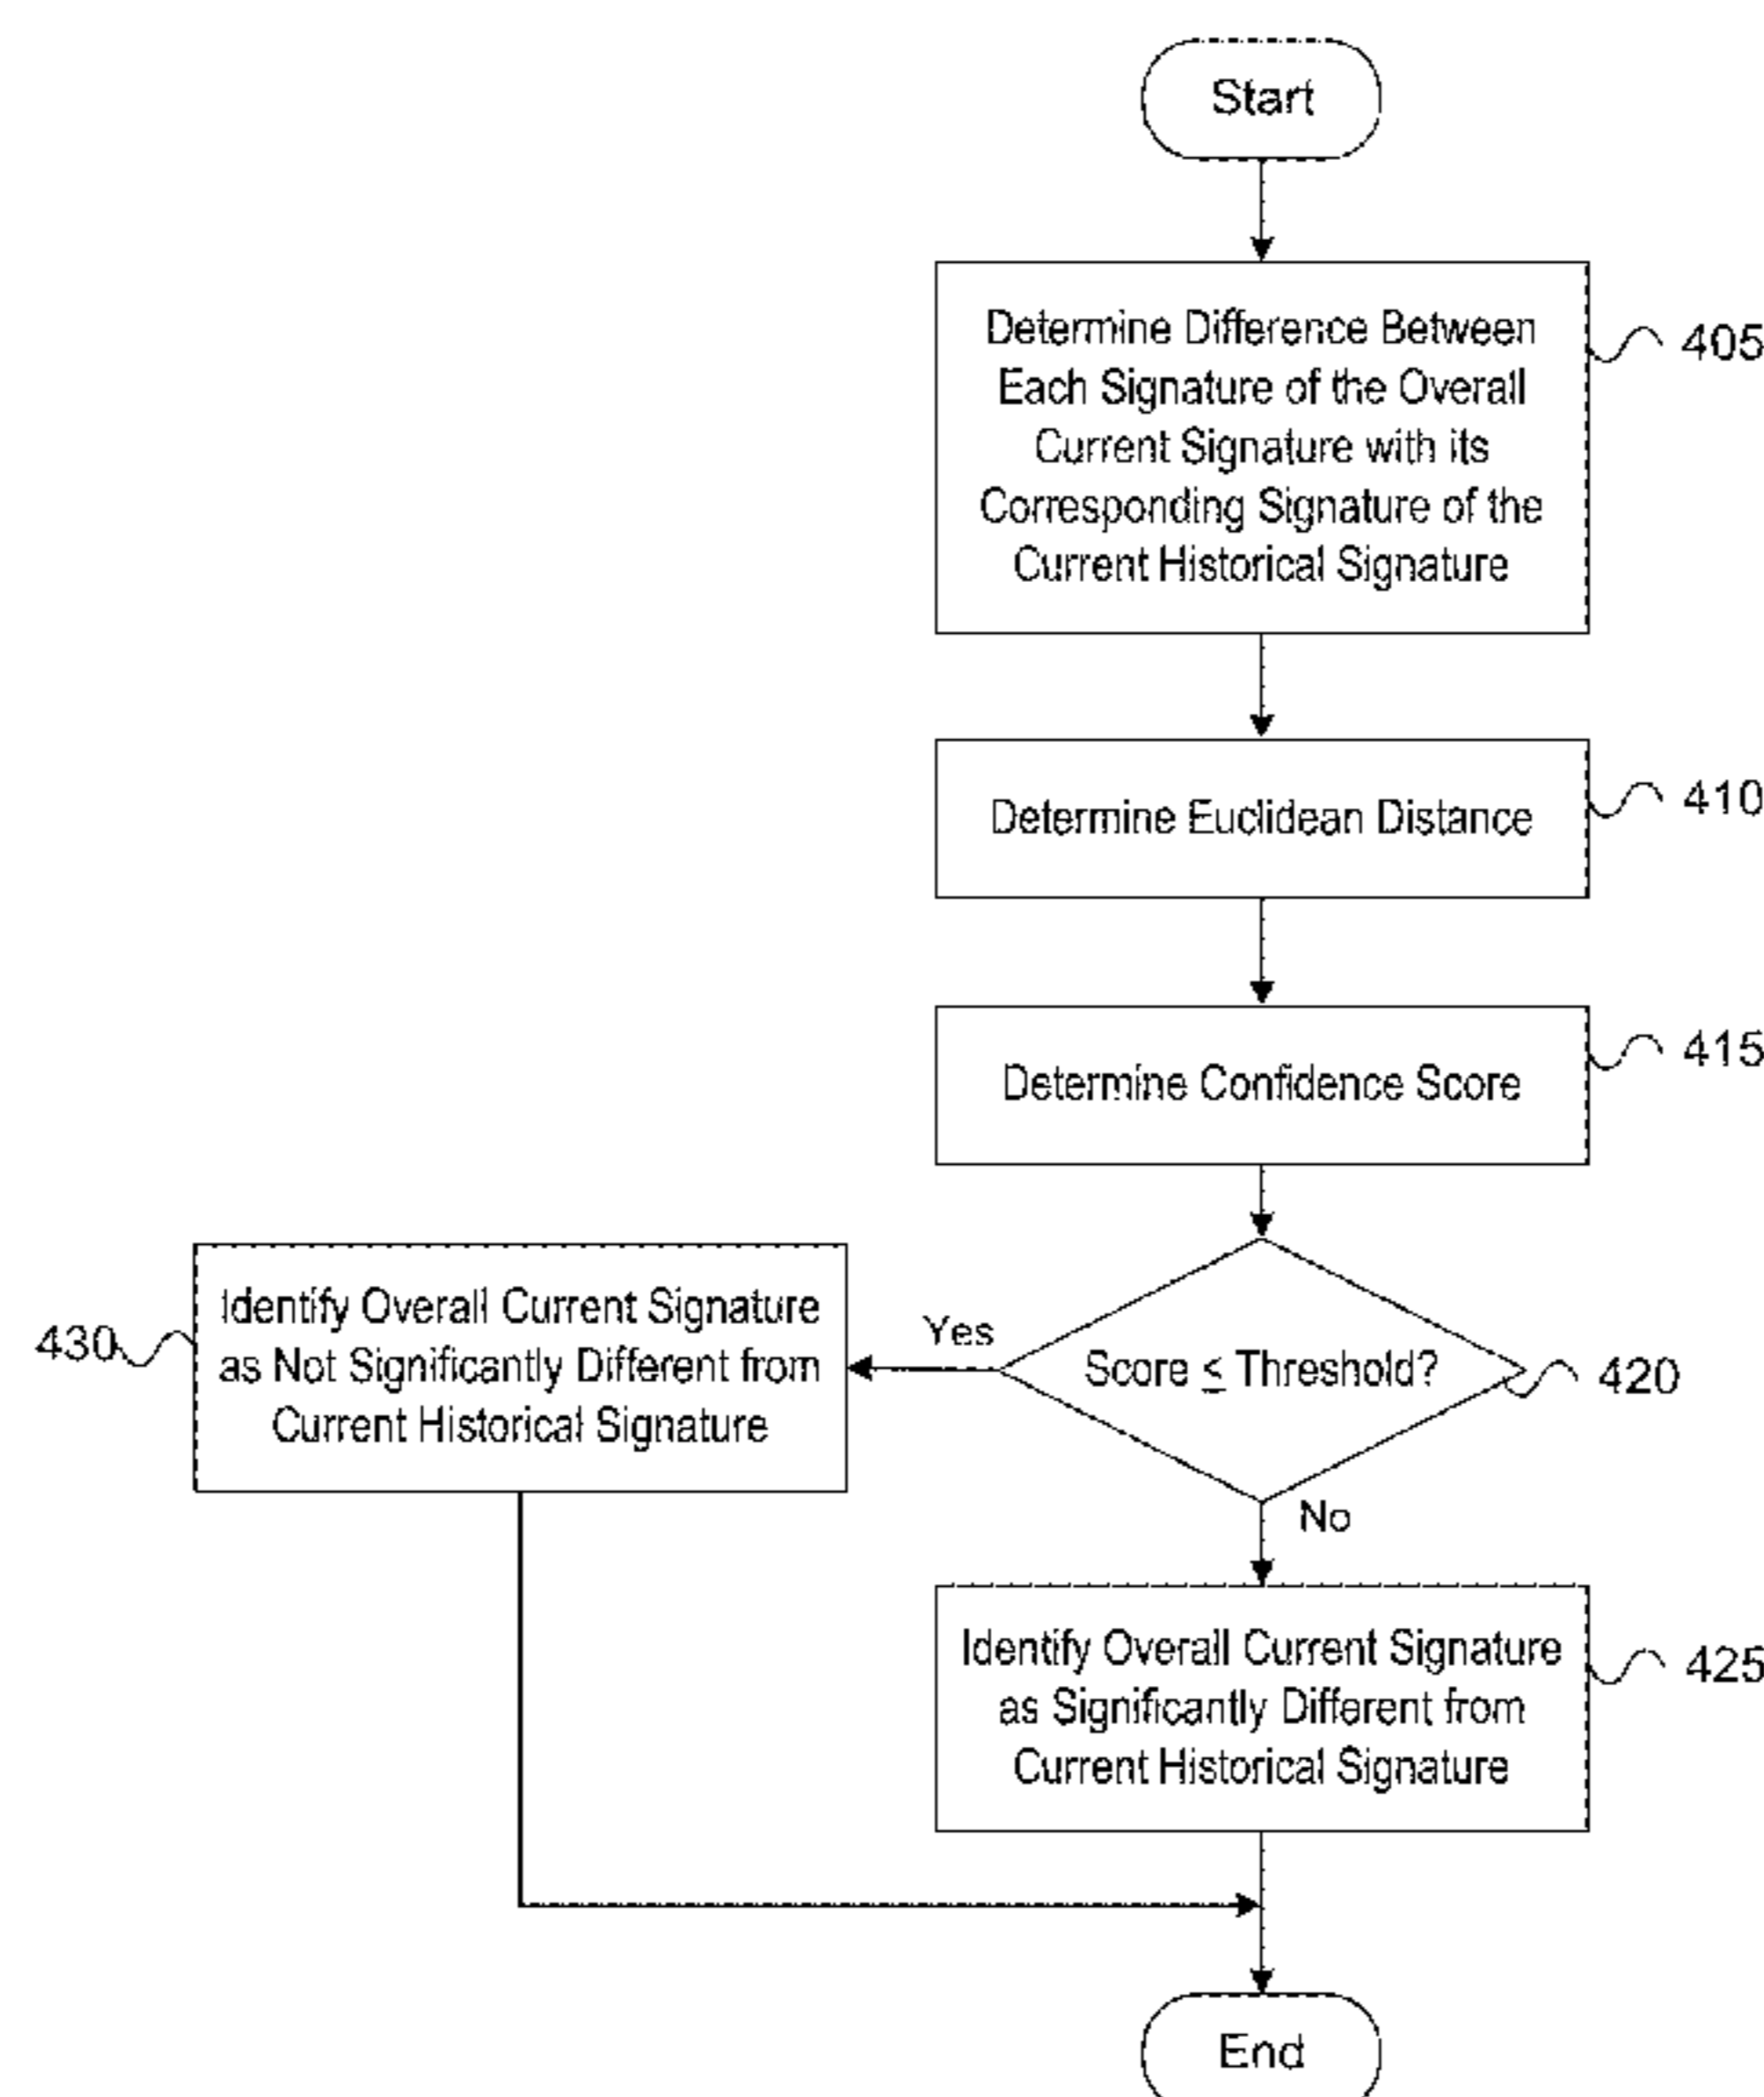 Start
Determine Difference Between
Each Signature of the Overall
Current Signature with its
Corresponding Signature of the
Current Historical Signature
405
Determine Euclidean Distance
410
Determine Confidence Score
415
Score ≤ Threshold?
420
Yes
Identify Overall Current Signature
as Not Significantly Different from
Current Historical Signature
430
No
Identify Overall Current Signature
as Significantly Different from
Current Historical Signature
425
End